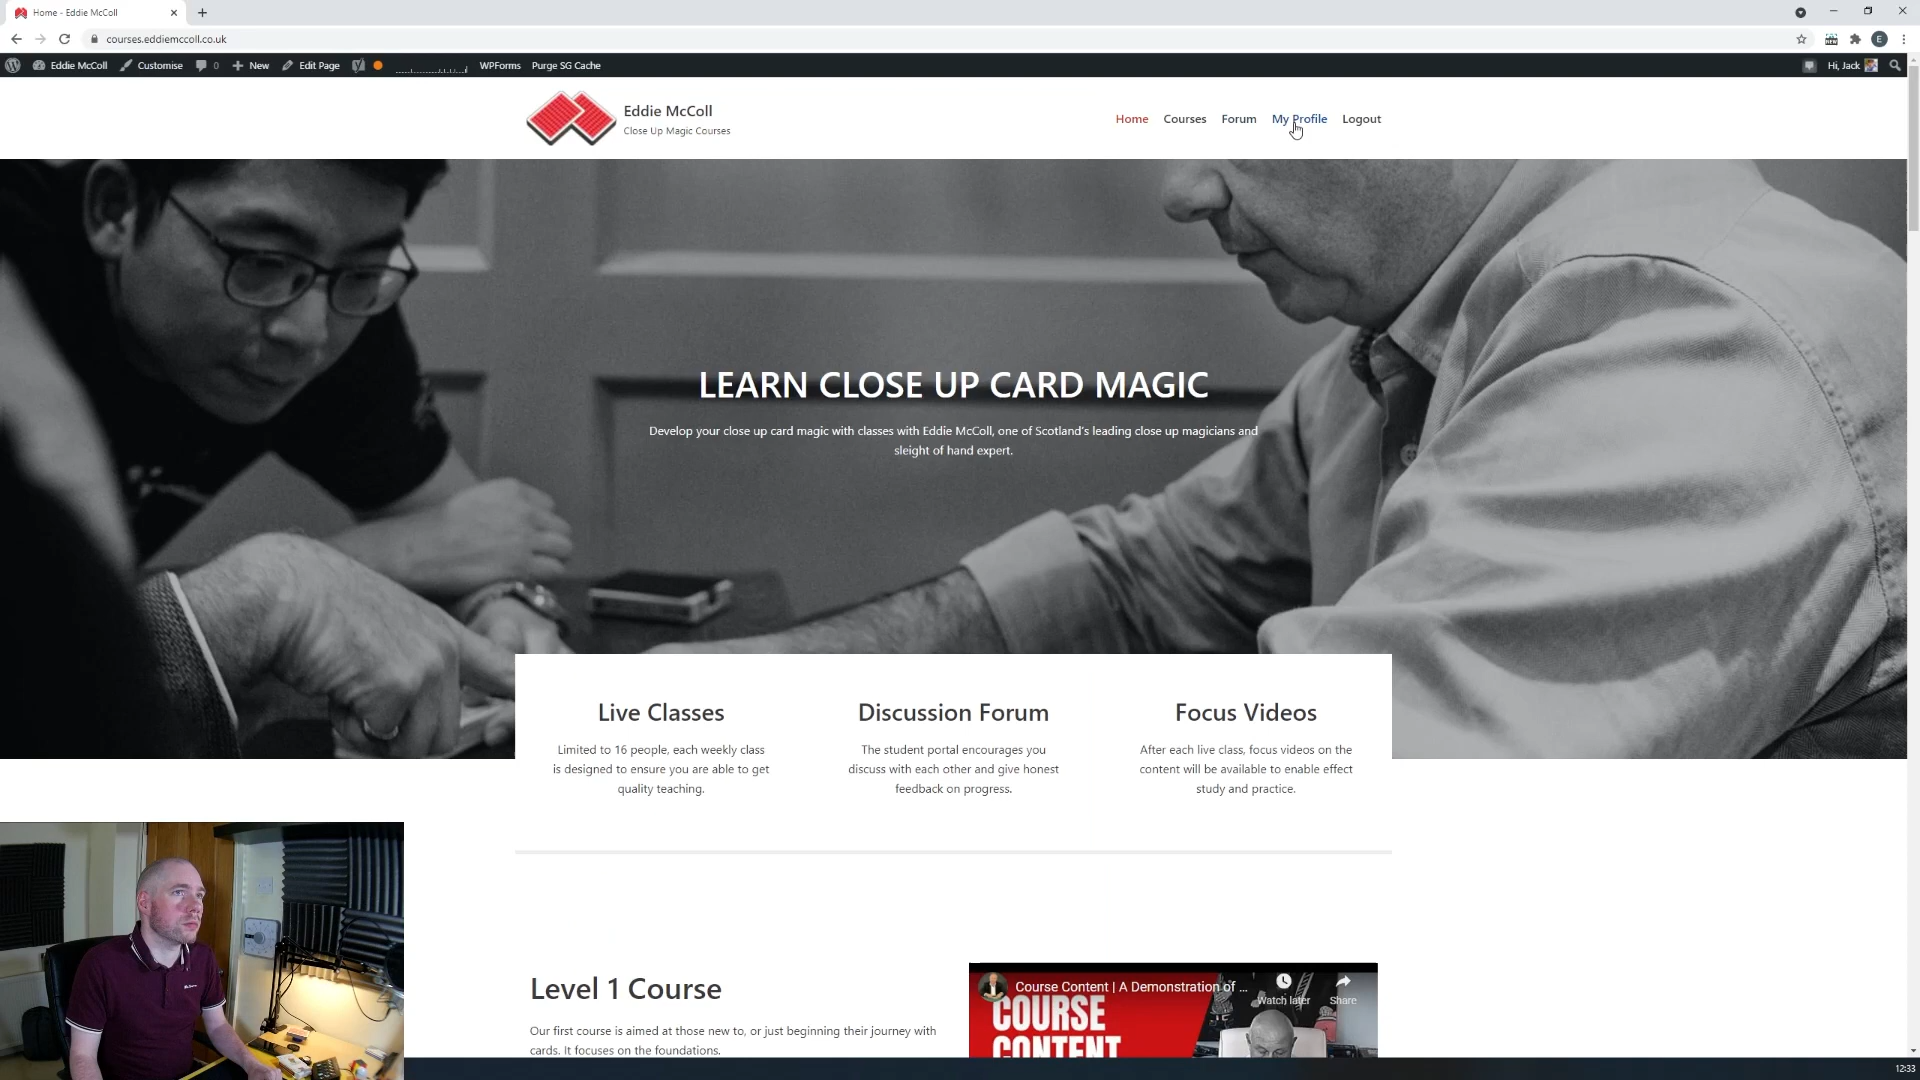 Home - Eddie McColl
courses.eddiemccoll.co.uk
E
Eddie McColl
Customise
0
New
Edit Page
WPForms
Purge SG Cache
Hi, Jack
Eddie McColl
Close Up Magic Courses
Home
Courses
Forum
My Profile
Logout
LEARN CLOSE UP CARD MAGIC
Develop your close up card magic with classes with Eddie McColl, one of Scotland's leading close up magicians and
sleight of hand expert.
Live Classes
Limited to 16 people, each weekly class
is designed to ensure you are able to get
quality teaching.
Discussion Forum
The student portal encourages you
discuss with each other and give honest
feedback on progress.
Focus Videos
After each live class, focus videos on the
content will be available to enable effect
study and practice.
Level 1 Course
Our first course is aimed at those new to, or just beginning their journey with
cards. It focuses on the foundations.
Course Content | A Demonstration of ...
Watch later
Share
COURSE
CONTENT
12:33